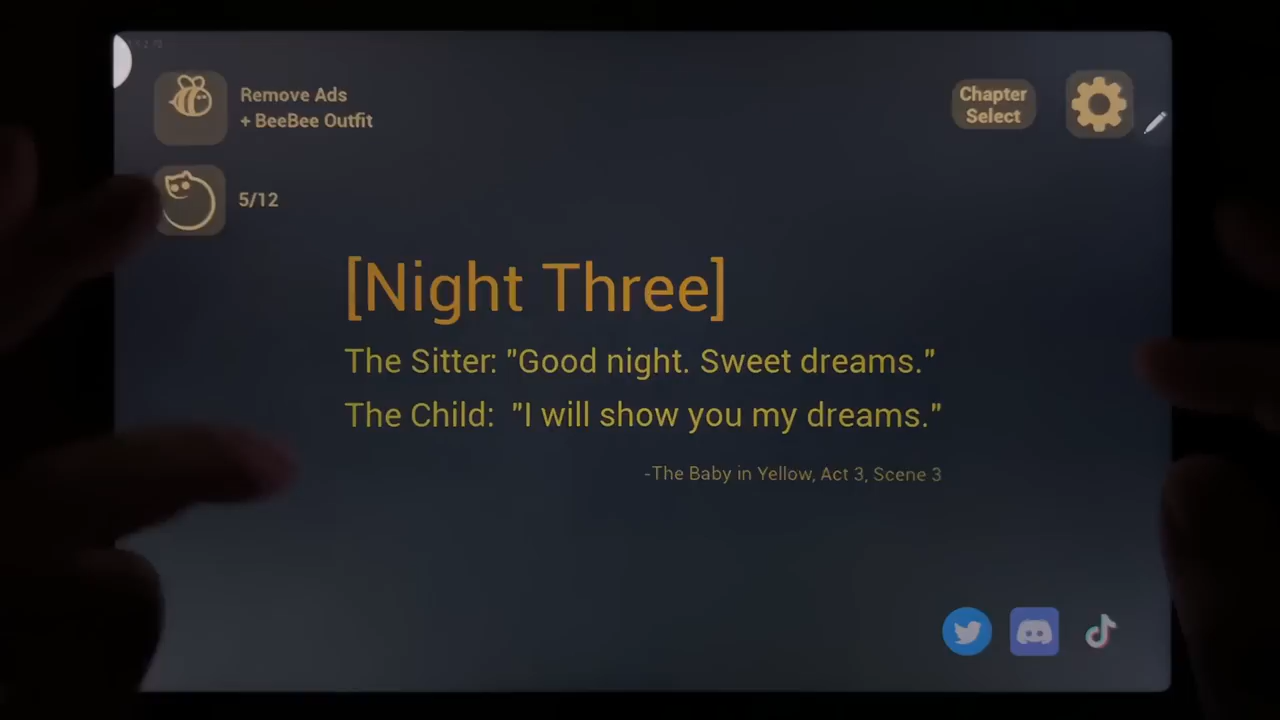 Remove Ads
+ BeeBee Outfit
Chapter
Select
5/12
[Night Three]
The Sitter: "Good night. Sweet dreams."
The Child: "I will show you my dreams."
-The Baby in Yellow, Act 3, Scene 3